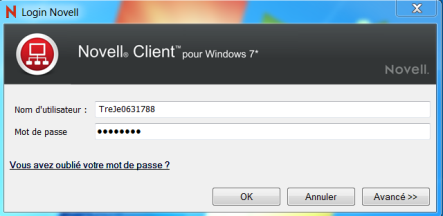 N Login Novell
Novell® Client™ pour Windows 7*
Novell.
Nom d'utilisateur : TreJe0631788
Mot de passe ●●●●●●●●
Vous avez oublié votre mot de passe ?
OK Annuler Avancé >>